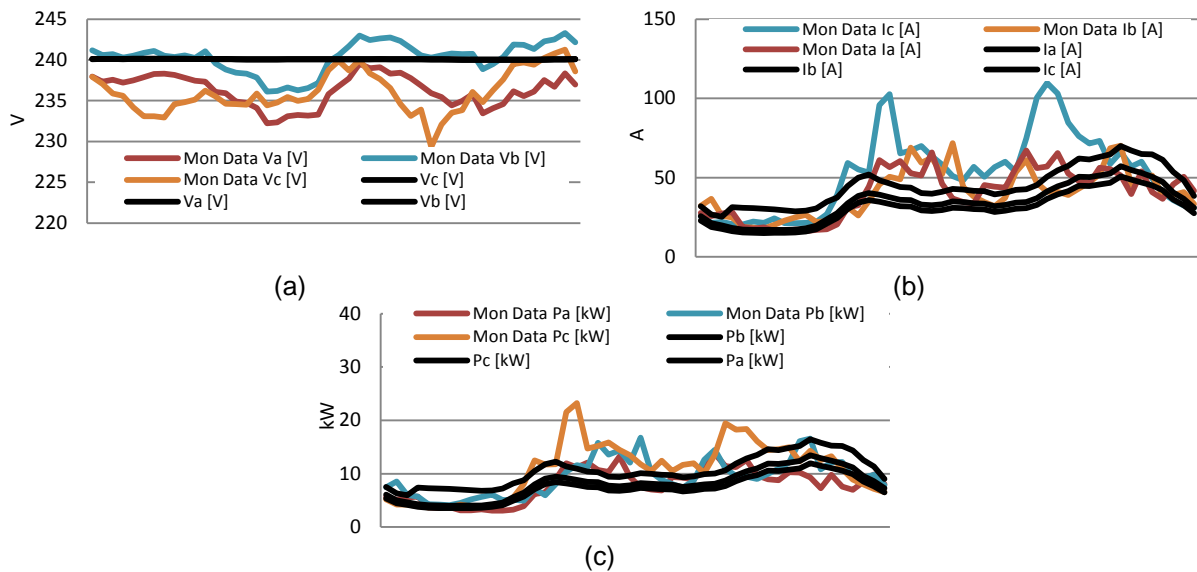 245
240
235
230
225
220
V
Mon Data Va [V] Mon Data Vb [V]
Mon Data Vc [V] Vc [V]
Va [V] Vb [V]
(a)
150
100
50
0
A
Mon Data Ic [A] Mon Data Ib [A]
Mon Data Ia [A] Ia [A]
Ib [A] Ic [A]
(b)
40
30
20
10
0
kW
Mon Data Pa [kW] Mon Data Pb [kW]
Mon Data Pc [kW] Pb [kW]
Pc [kW] Pa [kW]
(c)